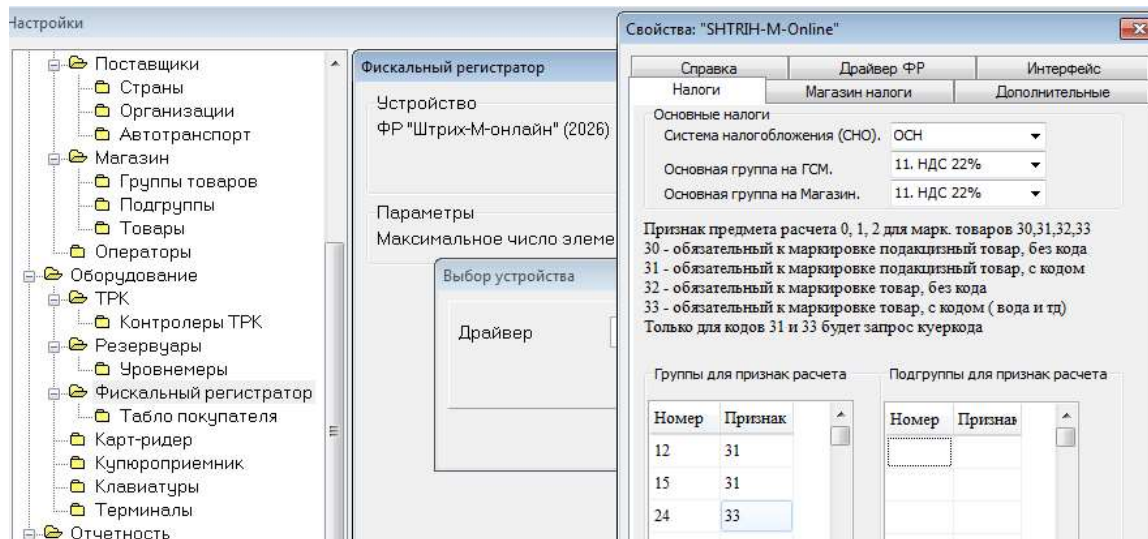 Настройки
Поставщики
Страны
Организации
Автотранспорт
Магазин
Группы товаров
Подгруппы
Товары
Операторы
Оборудование
ТРК
Контролеры ТРК
Резервуары
Уровнемеры
Фискальный регистратор
Табло покупателя
Карт-ридер
Купюроприемник
Клавиатуры
Терминалы
Отчетность
Фискальный регистратор
Устройство
ФР "Штрих-М-онлайн" (2026)
Параметры
Максимальное число элеме
Выбор устройства
Драйвер
Свойства: "SHTRIH-M-Online"
Справка Драйвер ФР Интерфейс
Налоги Магазин налоги Дополнительные
Основные налоги
Система налогобложения (СНО). ОСН
Основная группа на ГСМ. 11. НДС 22%
Основная группа на Магазин. 11. НДС 22%
Признак предмета расчета 0, 1, 2 для марк. товаров 30,31,32,33
30 - обязательный к маркировке подакцизный товар, без кода
31 - обязательный к маркировке подакцизный товар, с кодом
32 - обязательный к маркировке товар, без кода
33 - обязательный к маркировке товар, с кодом ( вода и тд)
Только для кодов 31 и 33 будет запрос куеркода
Группы для признак расчета Подгруппы для признак расчета
Номер Признак Номер Признак
12 31
15 31
24 33